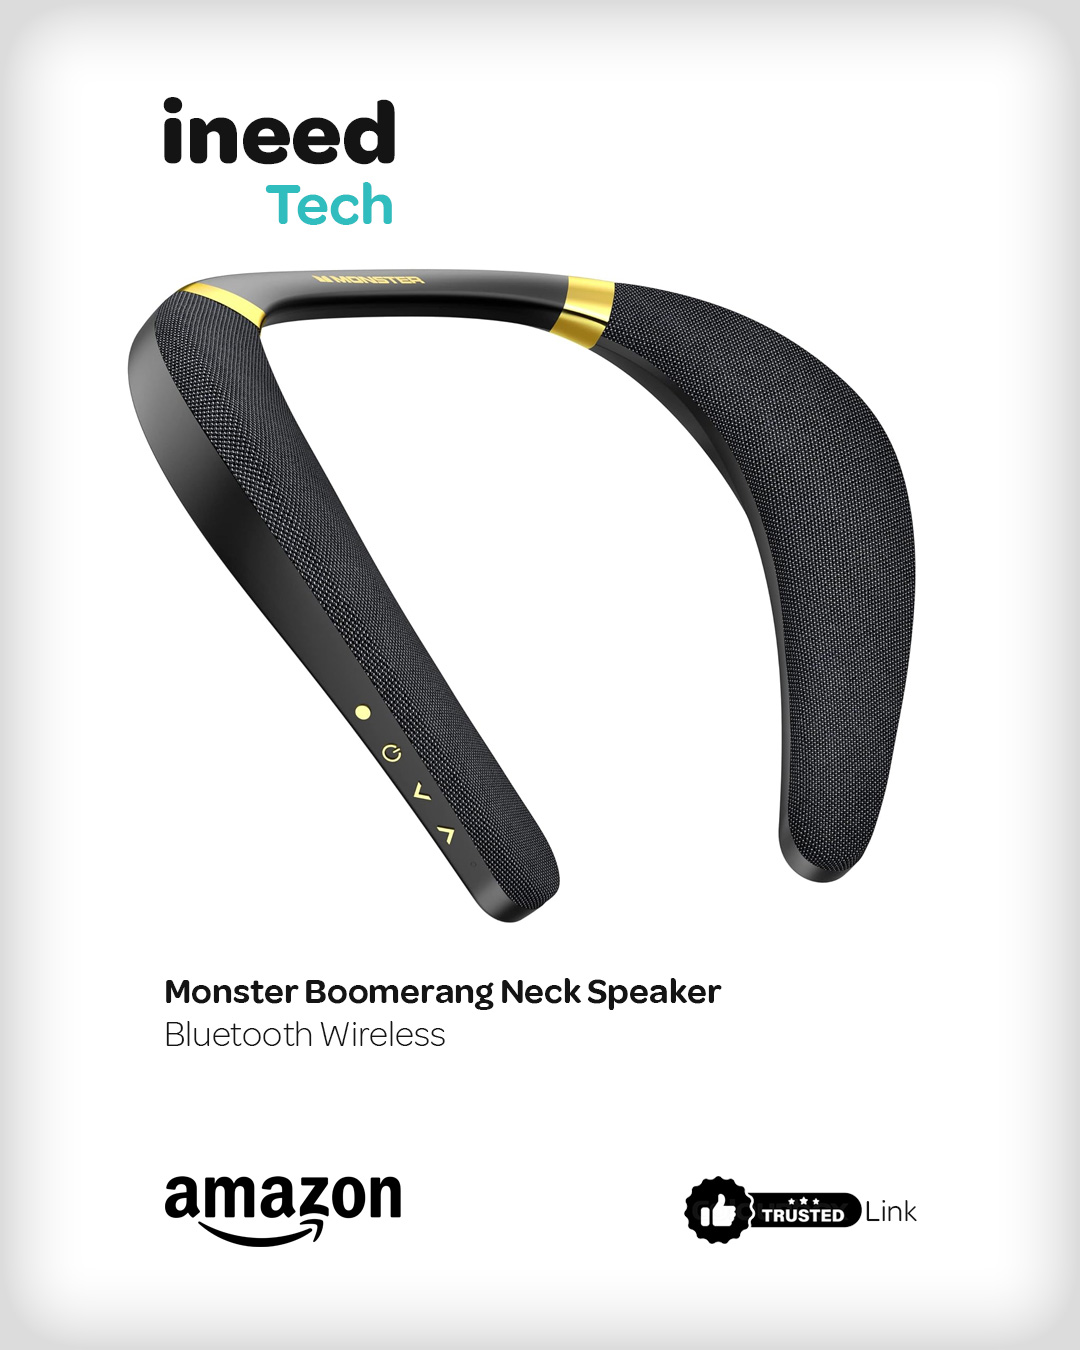 ineed
Tech
MONSTER
Monster Boomerang Neck Speaker
Bluetooth Wireless
amazon
TRUSTED Link